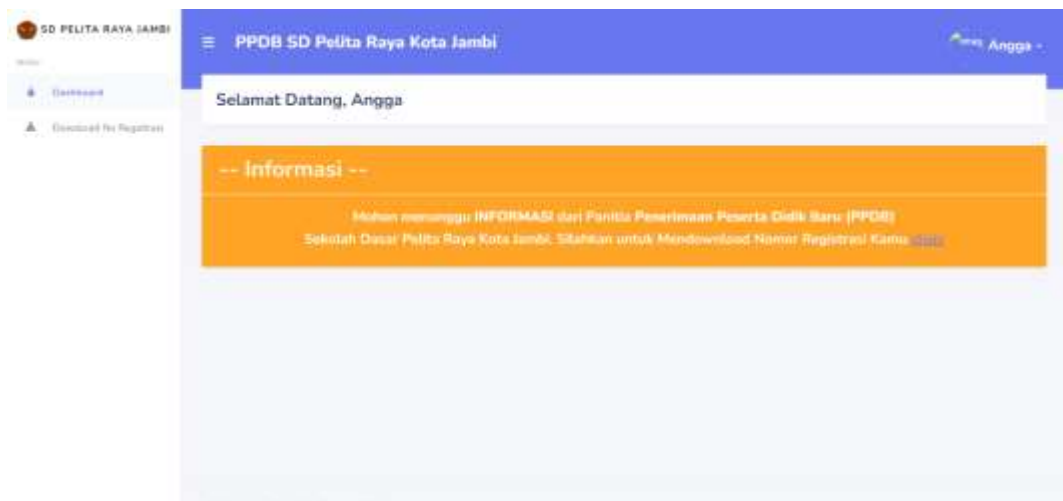 SD PELITA RAYA JAMBI
PPDB SD Pelita Raya Kota Jambi
Angga
Dashboard
Download No Registrasi
Selamat Datang, Angga
-- Informasi --
Mohon menunggu INFORMASI dari Panitia Penerimaan Peserta Didik Baru (PPDB)
Sekolah Dasar Pelita Raya Kota Jambi. Silahkan untuk Mendownload Nomor Registrasi Kamu